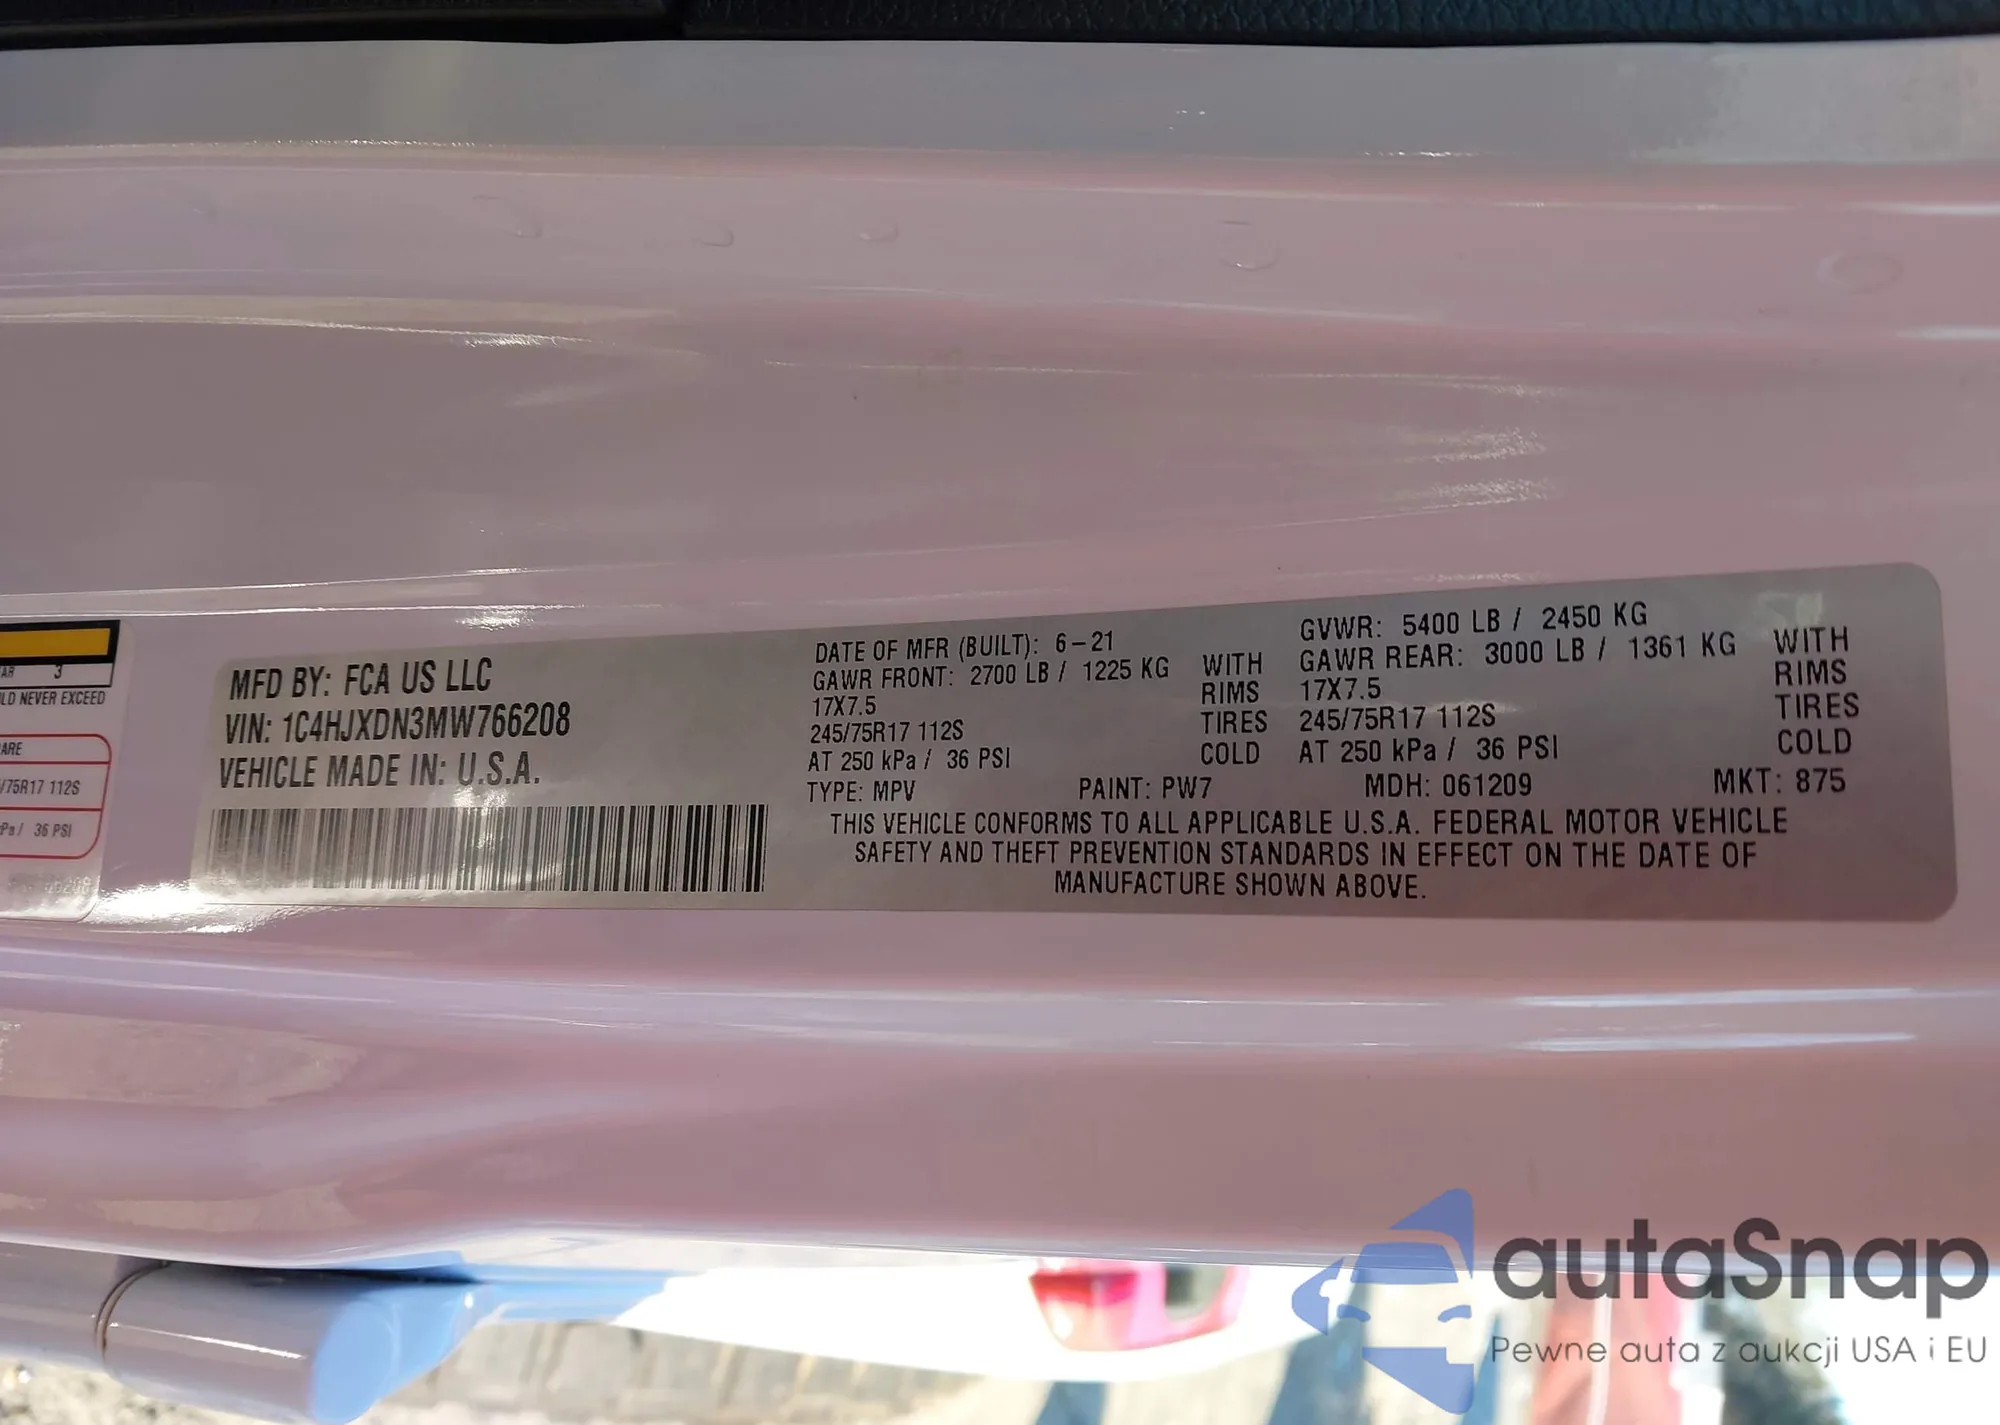 AR 3
LD NEVER EXCEED
ARE
/75R17 112S
Pa / 36 PSI
MFD BY: FCA US LLC
VIN: 1C4HJXDN3MW766208
VEHICLE MADE IN: U.S.A.
DATE OF MFR (BUILT): 6-21
GAWR FRONT: 2700 LB / 1225 KG WITH
17X7.5 RIMS
245/75R17 112S TIRES
AT 250 kPa / 36 PSI COLD
GVWR: 5400 LB / 2450 KG
GAWR REAR: 3000 LB / 1361 KG WITH
17X7.5 RIMS
245/75R17 112S TIRES
AT 250 kPa / 36 PSI COLD
TYPE: MPV PAINT: PW7 MDH: 061209 MKT: 875
THIS VEHICLE CONFORMS TO ALL APPLICABLE U.S.A. FEDERAL MOTOR VEHICLE
SAFETY AND THEFT PREVENTION STANDARDS IN EFFECT ON THE DATE OF
MANUFACTURE SHOWN ABOVE.
autaSnap
Pewne auta z aukcji USA i EU